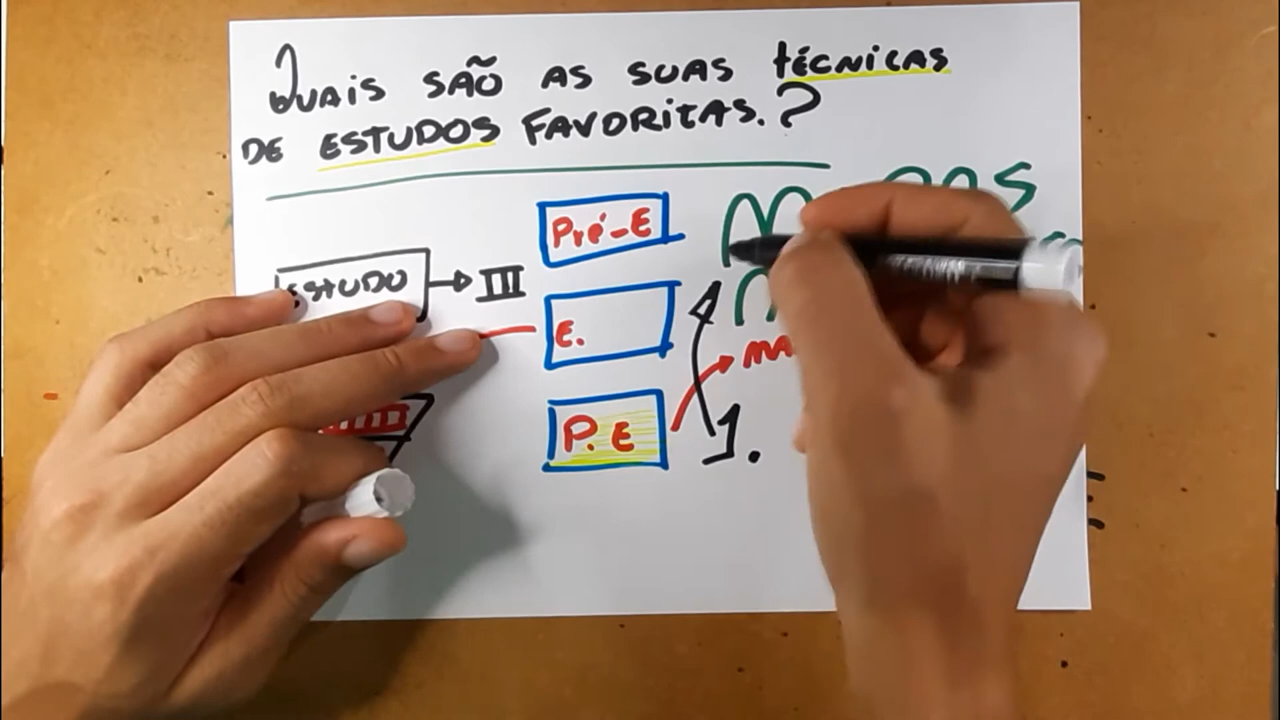 Quais são as suas técnicas
de estudos favoritas.?
Estudo → III
Pré-E
E.
P. E
1.